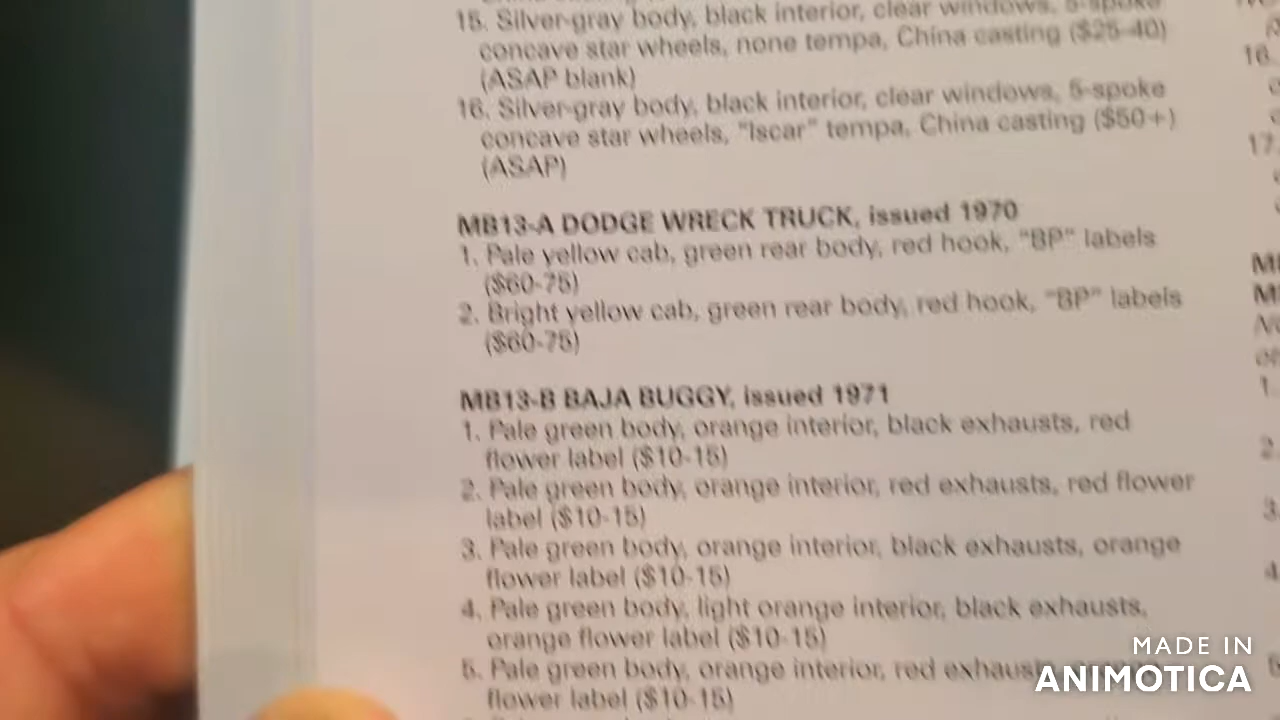 15. Silver-gray body, black interior, clear windows, 5-spoke
concave star wheels, none tempa, China casting ($25-40)
(ASAP blank)
16. Silver-gray body, black interior, clear windows, 5-spoke
concave star wheels, "Iscar" tempa, China casting ($50+)
(ASAP)
MB13-A DODGE WRECK TRUCK, issued 1970
1. Pale yellow cab, green rear body, red hook, "BP" labels
($60-75)
2. Bright yellow cab, green rear body, red hook, "BP" labels
($60-75)
MB13-B BAJA BUGGY, issued 1971
1. Pale green body, orange interior, black exhausts, red
flower label ($10-15)
2. Pale green body, orange interior, red exhausts, red flower
label ($10-15)
3. Pale green body, orange interior, black exhausts, orange
flower label ($10-15)
4. Pale green body, light orange interior, black exhausts,
orange flower label ($10-15)
5. Pale green body, orange interior, red exhausts,
flower label ($10-15)
16.
17.
1.
2.
3.
4.
MADE IN
ANIMOTICA